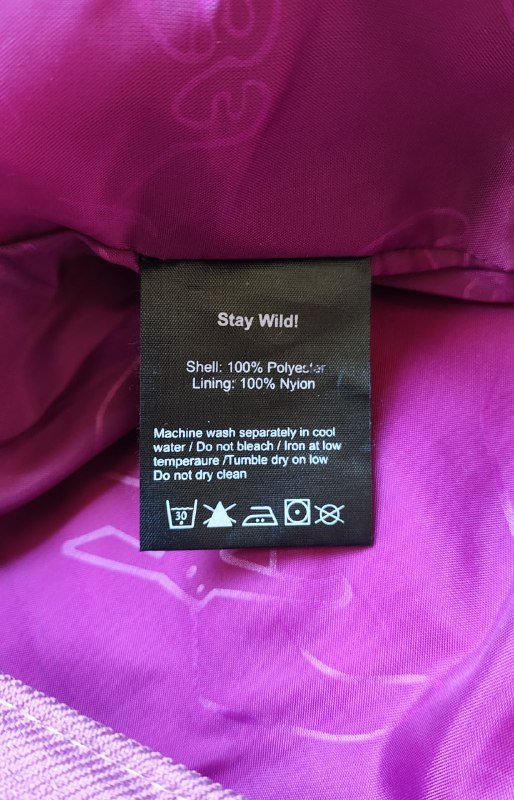 Stay Wild!
Shell: 100% Polyester
Lining: 100% Nylon
Machine wash separately in cool
water / Do not bleach / Iron at low
temperaure /Tumble dry on low
Do not dry clean
30